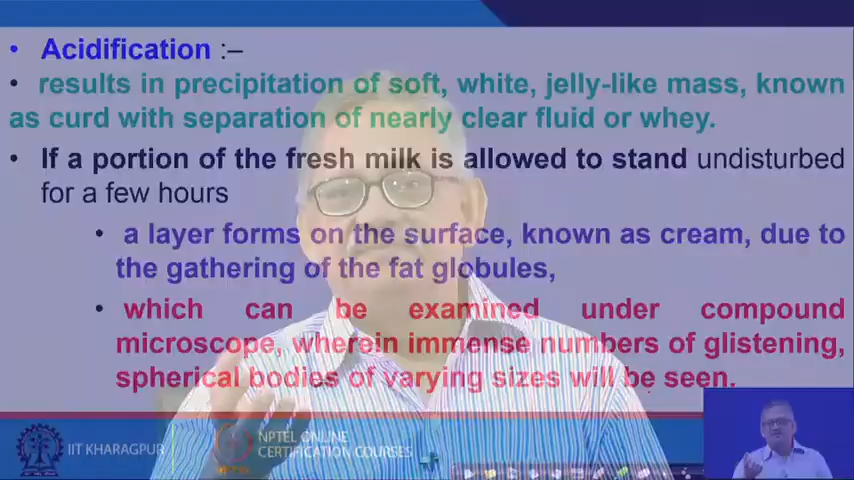 • Acidification :–
• results in precipitation of soft, white, jelly-like mass, known
as curd with separation of nearly clear fluid or whey.
• If a portion of the fresh milk is allowed to stand undisturbed
for a few hours
• a layer forms on the surface, known as cream, due to
the gathering of the fat globules,
• which can be examined under compound
microscope, wherein immense numbers of glistening,
spherical bodies of varying sizes will be seen.
IIT KHARAGPUR
NPTEL ONLINE
CERTIFICATION COURSES